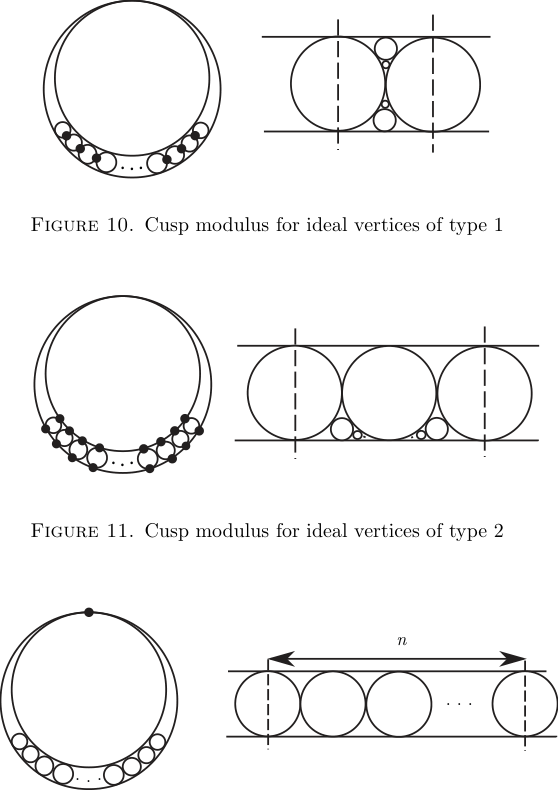 . . .
FIGURE 10. Cusp modulus for ideal vertices of type 1
. . .
FIGURE 11. Cusp modulus for ideal vertices of type 2
n
. . .
. . .